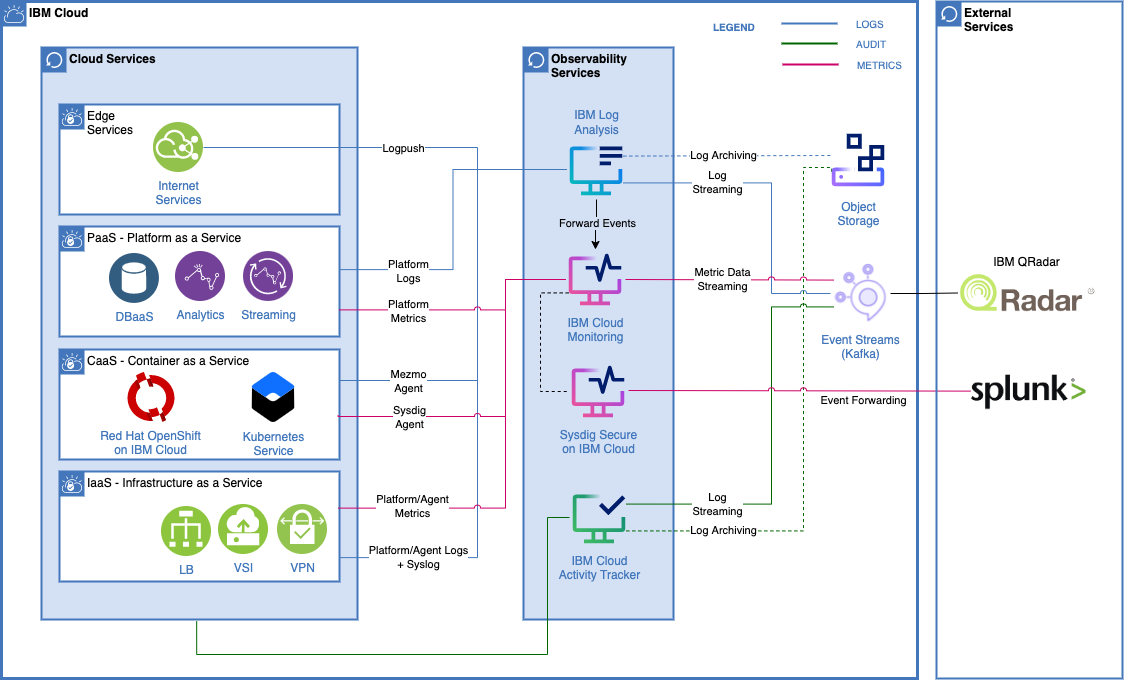 IBM Cloud
LEGEND
LOGS
AUDIT
METRICS
External
Services
Cloud Services
Edge
Services
Internet
Services
PaaS - Platform as a Service
DBaaS
Analytics
Streaming
CaaS - Container as a Service
Red Hat OpenShift
on IBM Cloud
Kubernetes
Service
IaaS - Infrastructure as a Service
LB
VSI
VPN
Logpush
Platform
Logs
Platform
Metrics
Mezmo
Agent
Sysdig
Agent
Platform/Agent
Metrics
Platform/Agent Logs
+ Syslog
Observability
Services
IBM Log
Analysis
Forward Events
IBM Cloud
Monitoring
Sysdig Secure
on IBM Cloud
IBM Cloud
Activity Tracker
Log Archiving
Log
Streaming
Metric Data
Streaming
Event Forwarding
Log
Streaming
Log Archiving
Object
Storage
Event Streams
(Kafka)
IBM QRadar
QRadar
splunk>